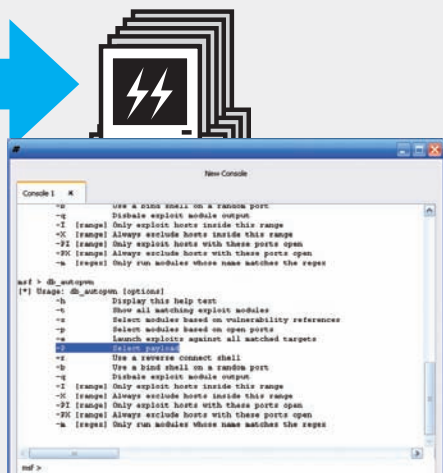 New Console
Console 1
-b Use a bind shell on a random port
-q Disbale exploit module output
-I [range] Only exploit hosts inside this range
-X [range] Always exclude hosts inside this range
-PI [range] Only exploit hosts with these ports open
-PX [range] Always exclude hosts with these ports open
-m [regex] Only run modules whose name matches the regex
msf > db_autopwn
[*] Usage: db_autopwn [options]
-h Display this help text
-t Show all matching exploit modules
-x Select modules based on vulnerability references
-p Select modules based on open ports
-e Launch exploits against all matched targets
Select payload
-r Use a reverse connect shell
-b Use a bind shell on a random port
-q Disbale exploit module output
-I [range] Only exploit hosts inside this range
-X [range] Always exclude hosts inside this range
-PI [range] Only exploit hosts with these ports open
-PX [range] Always exclude hosts with these ports open
-m [regex] Only run modules whose name matches the regex
msf >